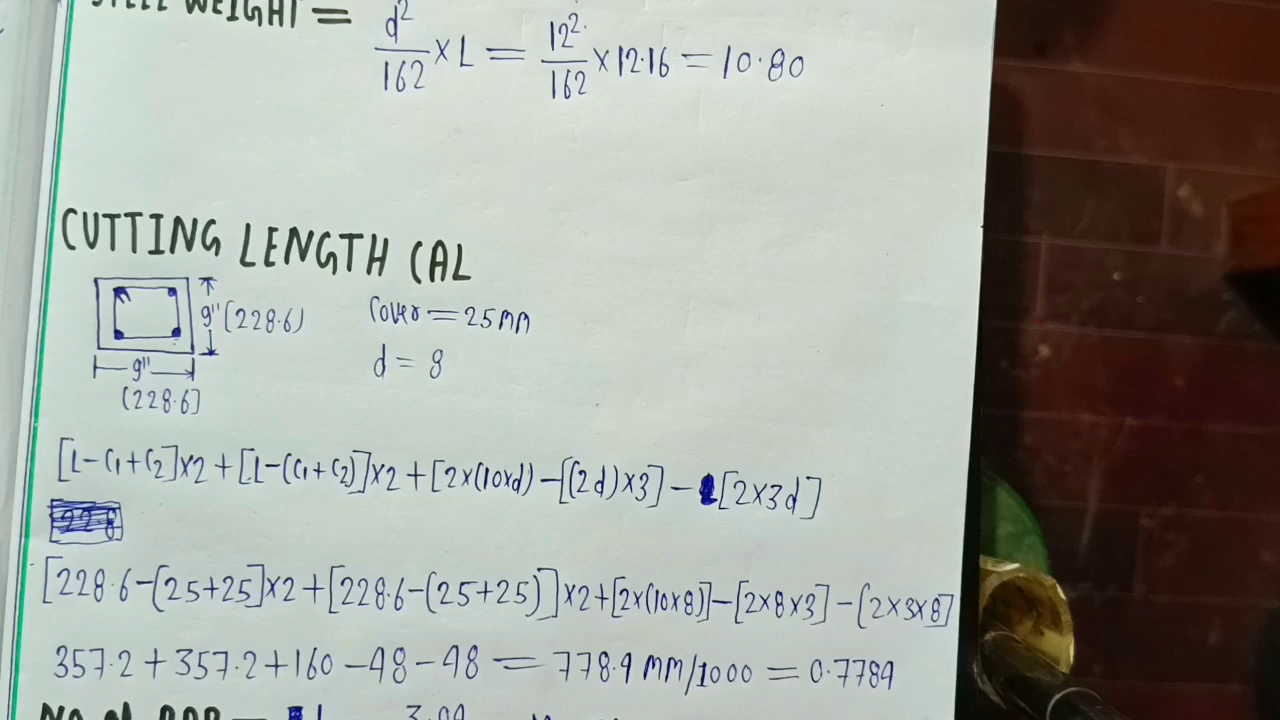 STEEL WEIGHT = d²/162 × L = 12²/162 × 12.16 = 10.80
CUTTING LENGTH CAL
9" (228.6)
Cover = 25MM
d = 8
9"
(228.6]
[L-C1+C2]×2+[L-(C1+C2)]×2+[2×(10×d)-[(2d)×3]-[2×3d]
[228.6-(25+25]×2+[228.6-(25+25)]×2+[2×(10×8)]-[2×8×3]-[2×3×8]
357.2+357.2+160-48-48=778.4 MM/1000=0.7784